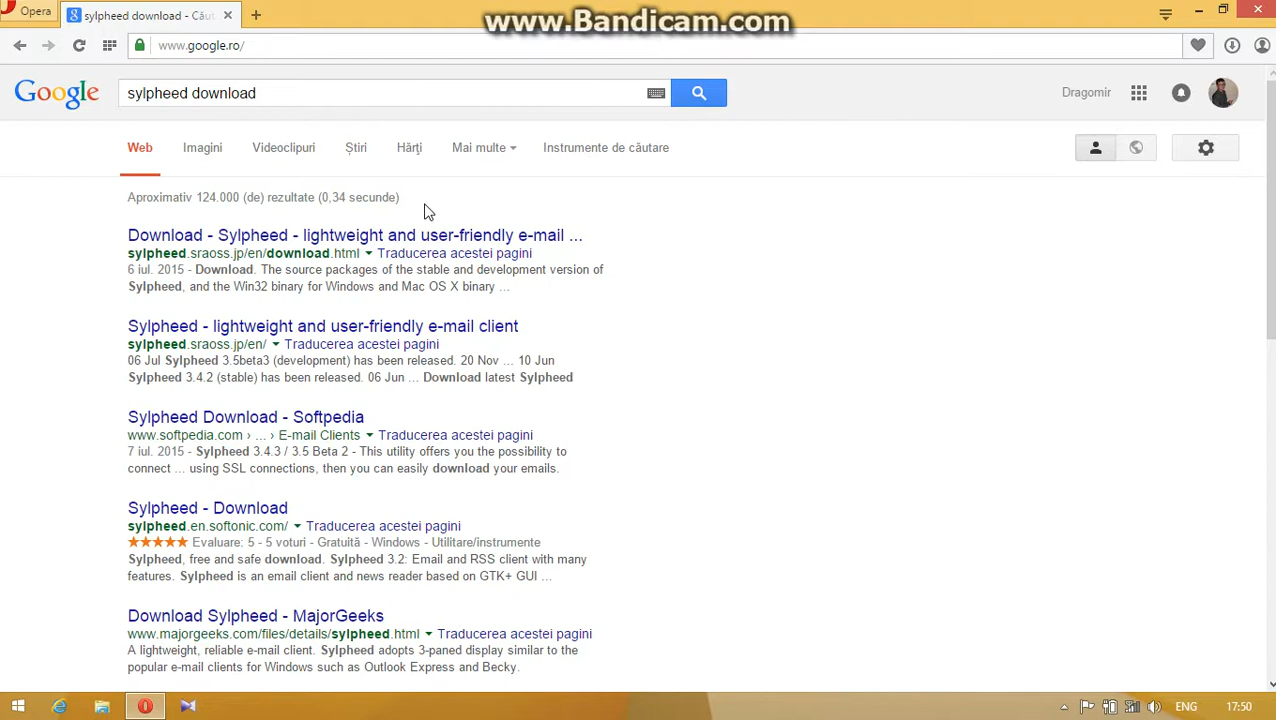 Opera
sylpheed download - Cău
www.Bandicam.com
www.google.ro/
Google
sylpheed download
Dragomir
Web
Imagini
Videoclipuri
Știri
Hărți
Mai multe
Instrumente de căutare
Aproximativ 124.000 (de) rezultate (0,34 secunde)
Download - Sylpheed - lightweight and user-friendly e-mail ...
sylpheed.sraoss.jp/en/download.html Traducerea acestei pagini
6 iul. 2015 - Download. The source packages of the stable and development version of
Sylpheed, and the Win32 binary for Windows and Mac OS X binary ...
Sylpheed - lightweight and user-friendly e-mail client
sylpheed.sraoss.jp/en/ Traducerea acestei pagini
06 Jul Sylpheed 3.5beta3 (development) has been released. 20 Nov ... 10 Jun
Sylpheed 3.4.2 (stable) has been released. 06 Jun ... Download latest Sylpheed
Sylpheed Download - Softpedia
www.softpedia.com › ... › E-mail Clients Traducerea acestei pagini
7 iul. 2015 - Sylpheed 3.4.3 / 3.5 Beta 2 - This utility offers you the possibility to
connect ... using SSL connections, then you can easily download your emails.
Sylpheed - Download
sylpheed.en.softonic.com/ Traducerea acestei pagini
Evaluare: 5 - 5 voturi - Gratuită - Windows - Utilitare/instrumente
Sylpheed, free and safe download. Sylpheed 3.2: Email and RSS client with many
features. Sylpheed is an email client and news reader based on GTK+ GUI ...
Download Sylpheed - MajorGeeks
www.majorgeeks.com/files/details/sylpheed.html Traducerea acestei pagini
A lightweight, reliable e-mail client. Sylpheed adopts 3-paned display similar to the
popular e-mail clients for Windows such as Outlook Express and Becky.
ENG
17:50